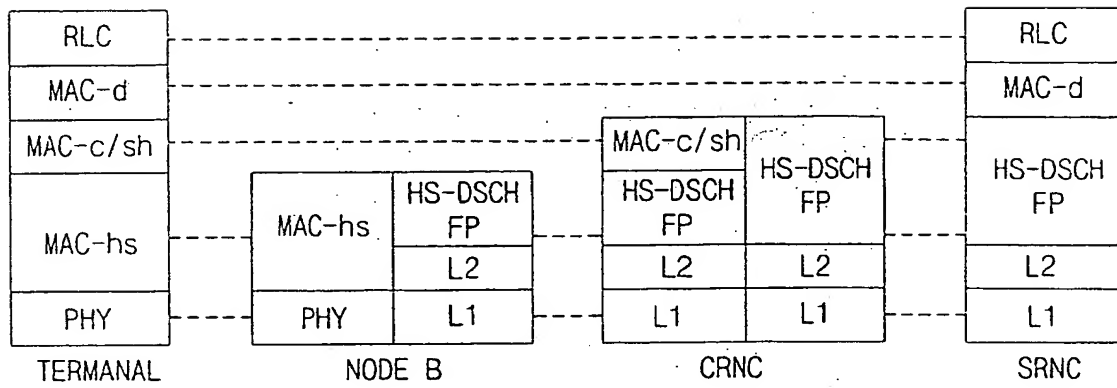 RLC
MAC-d
MAC-c/sh
MAC-hs
PHY
TERMANAL
MAC-hs
PHY
HS-DSCH
FP
L2
L1
NODE B
MAC-c/sh
HS-DSCH
FP
L2
L1
HS-DSCH
FP
L2
L1
CRNC
RLC
MAC-d
HS-DSCH
FP
L2
L1
SRNC